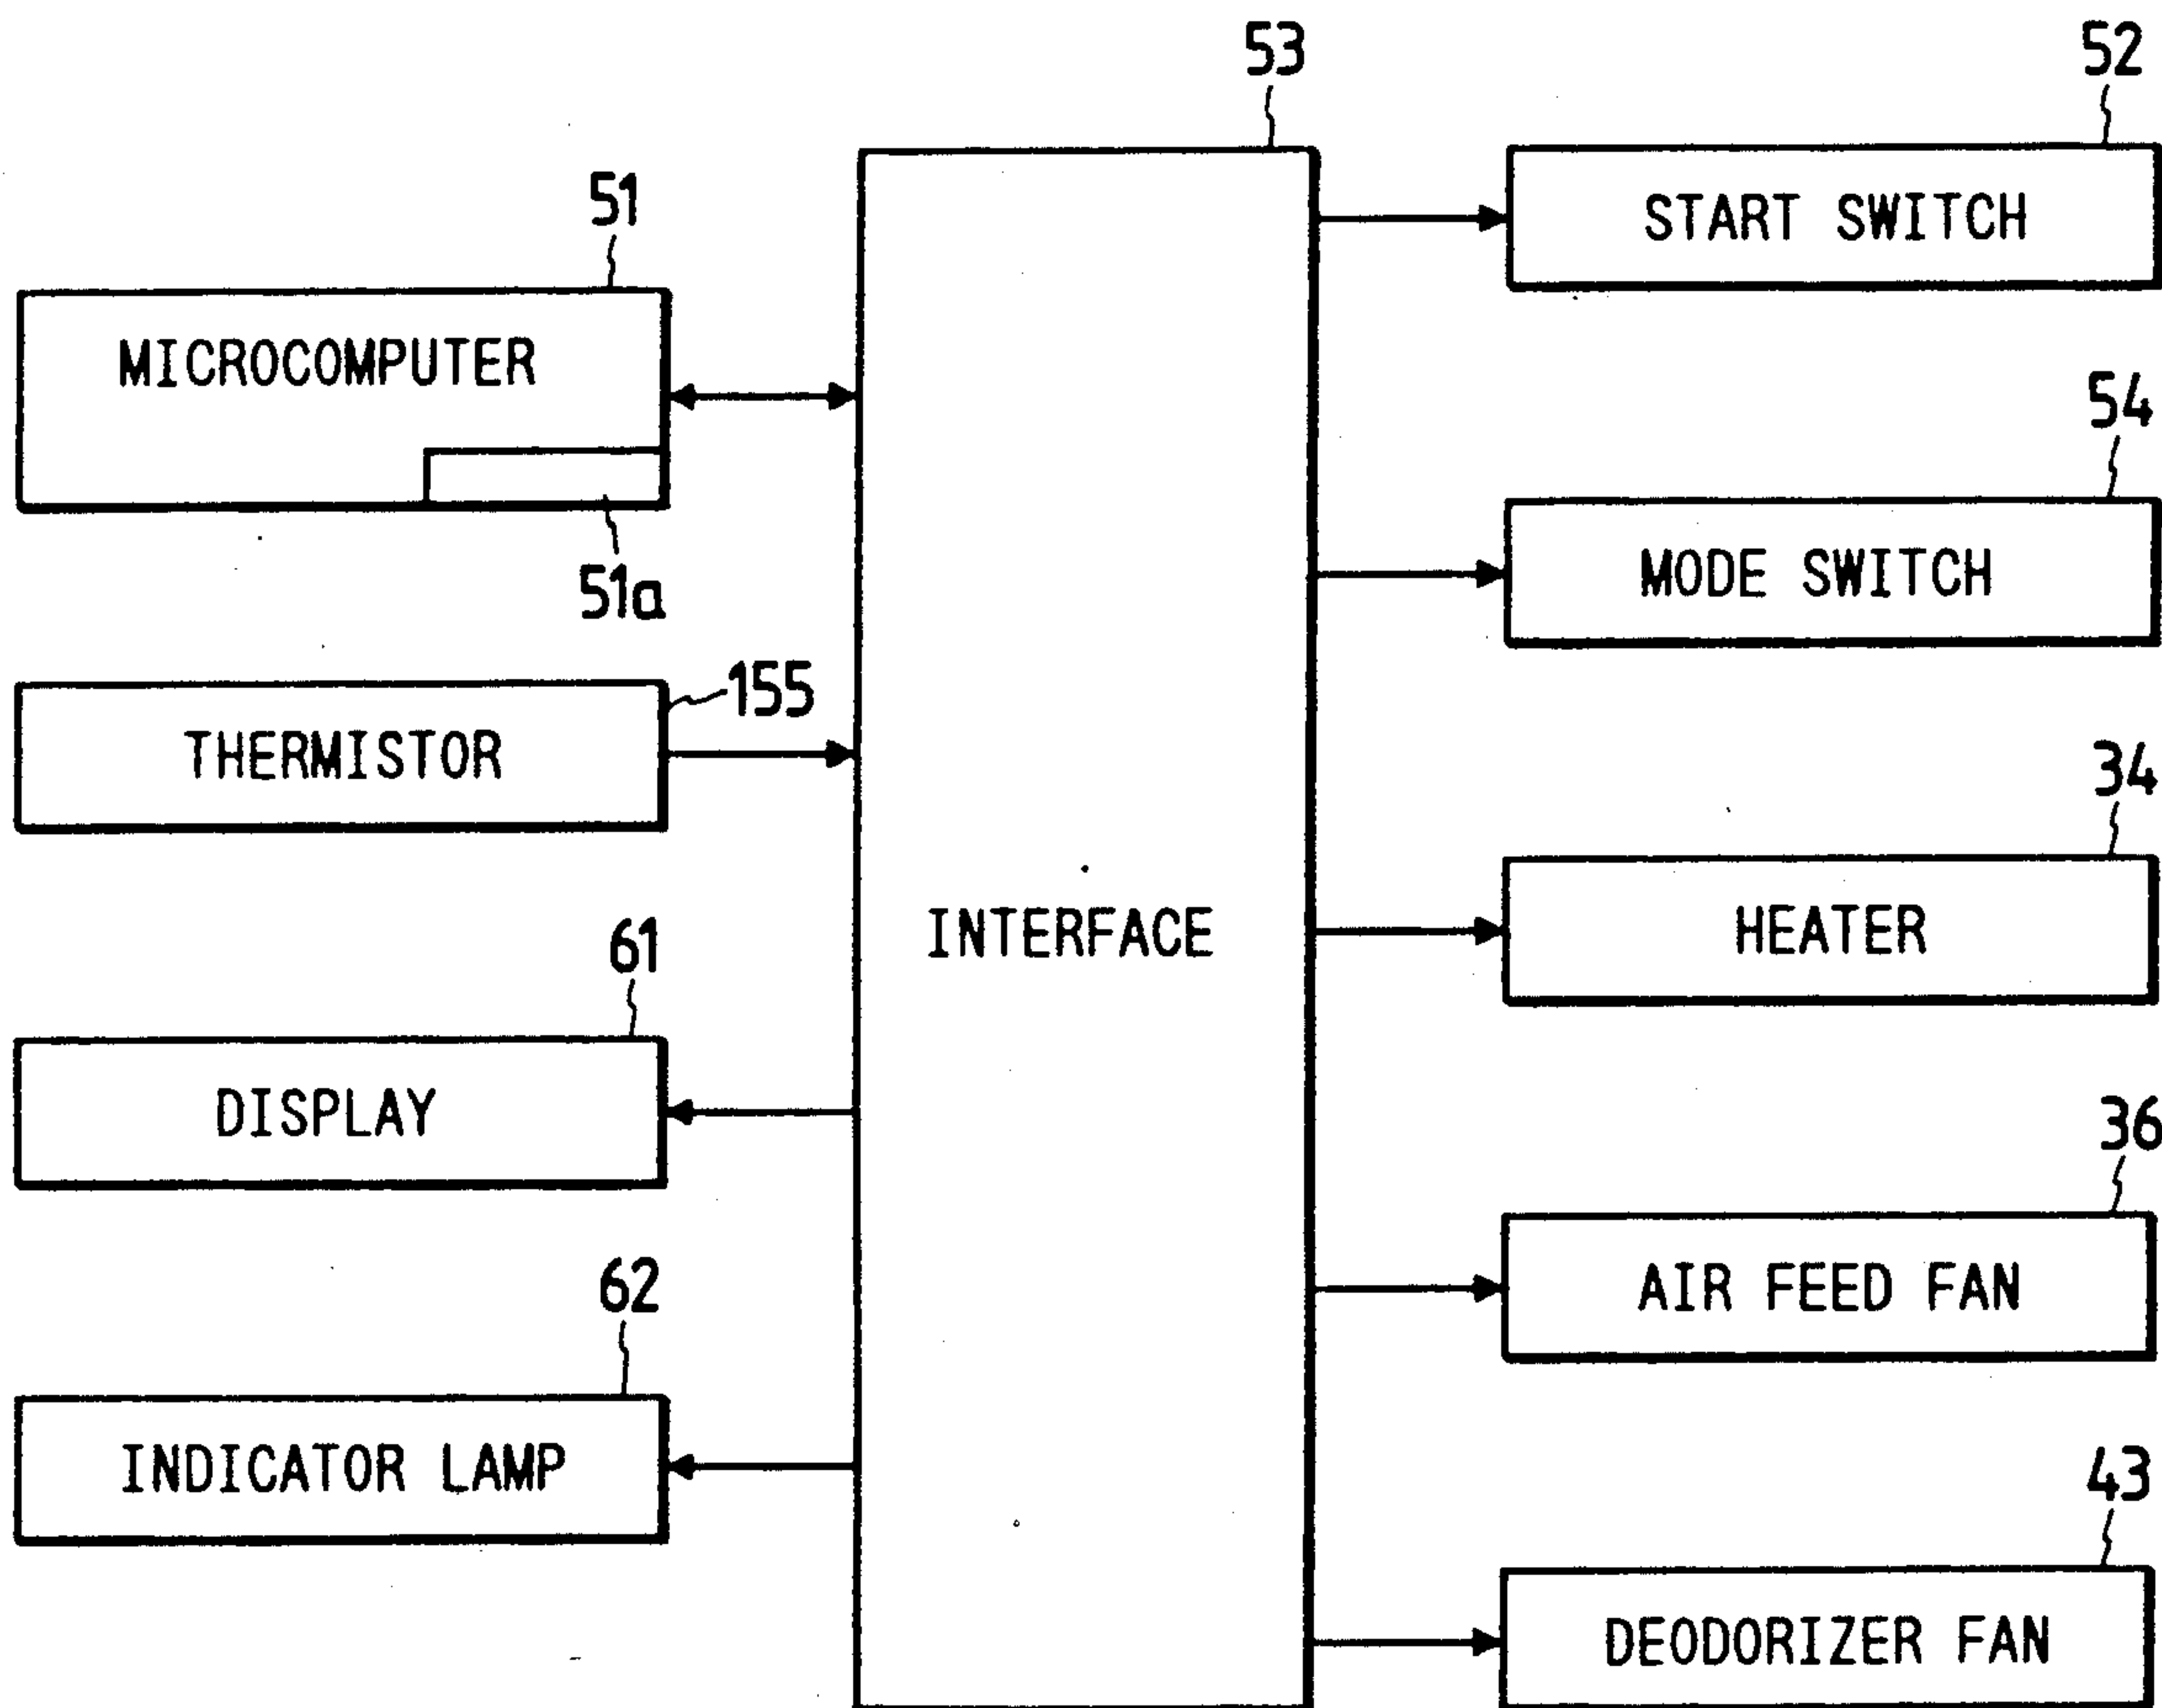 53
52
51
START SWITCH
MICROCOMPUTER
54
51a
MODE SWITCH
155
THERMISTOR
34
61
INTERFACE
HEATER
DISPLAY
36
62
AIR FEED FAN
INDICATOR LAMP
43
DEODORIZER FAN